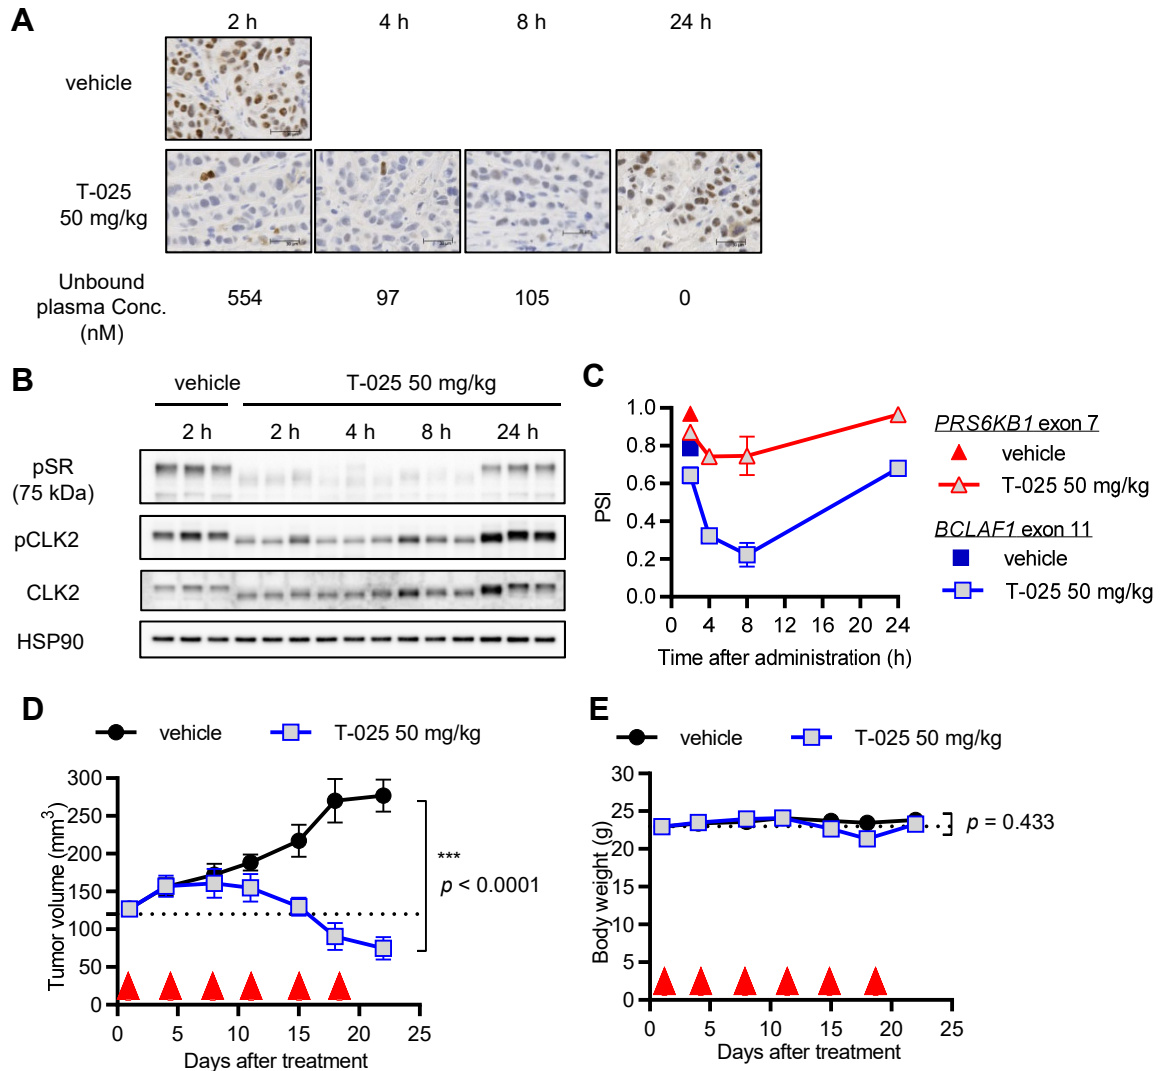 A
2 h 4 h 8 h 24 h
vehicle
T-025
50 mg/kg
Unbound
plasma Conc.
(nM)
554 97 105 0
B
vehicle T-025 50 mg/kg
2 h 2 h 4 h 8 h 24 h
pSR
(75 kDa)
pCLK2
CLK2
HSP90
C
PSI
1.0
0.8
0.6
0.4
0.2
0.0
0 4 8 12 16 20 24
Time after administration (h)
PRS6KB1 exon 7
vehicle
T-025 50 mg/kg
BCLAF1 exon 11
vehicle
T-025 50 mg/kg
D
vehicle T-025 50 mg/kg
Tumor volume (mm³)
300
250
200
150
100
50
0
0 5 10 15 20 25
Days after treatment
***
p < 0.0001
E
vehicle T-025 50 mg/kg
Body weight (g)
30
25
20
15
10
5
0
0 5 10 15 20 25
Days after treatment
p = 0.433